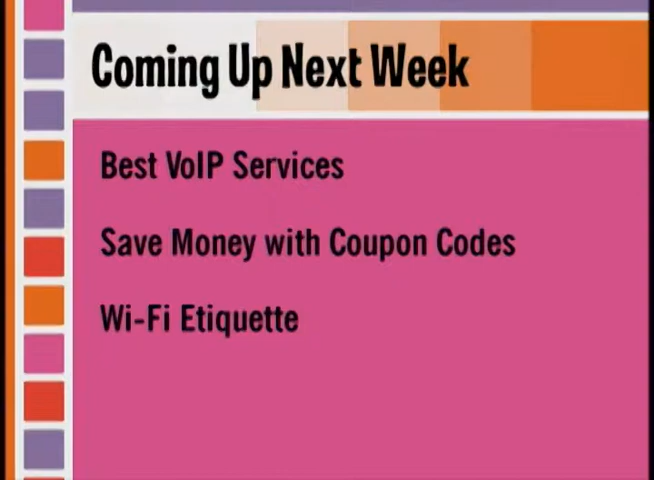 Coming Up Next Week
Best VoIP Services
Save Money with Coupon Codes
Wi-Fi Etiquette